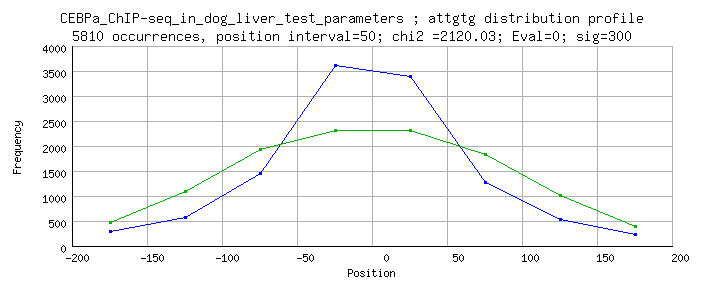 CEBPa_ChIP-seq_in_dog_liver_test_parameters ; attgtg distribution profile
5810 occurrences, position interval=50; chi2 =2120.03; Eval=0; sig=300
4000
3500
3000
2500
2000
1500
1000
500
0
Frequency
-200 -150 -100 -50 0 50 100 150 200
Position